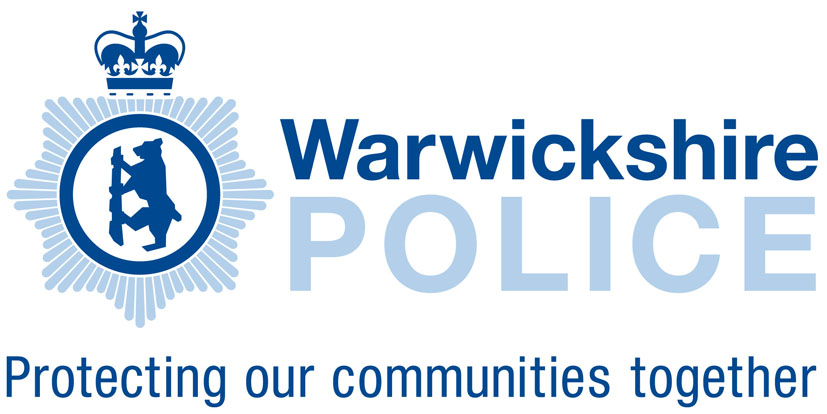 Warwickshire
POLICE
Protecting our communities together